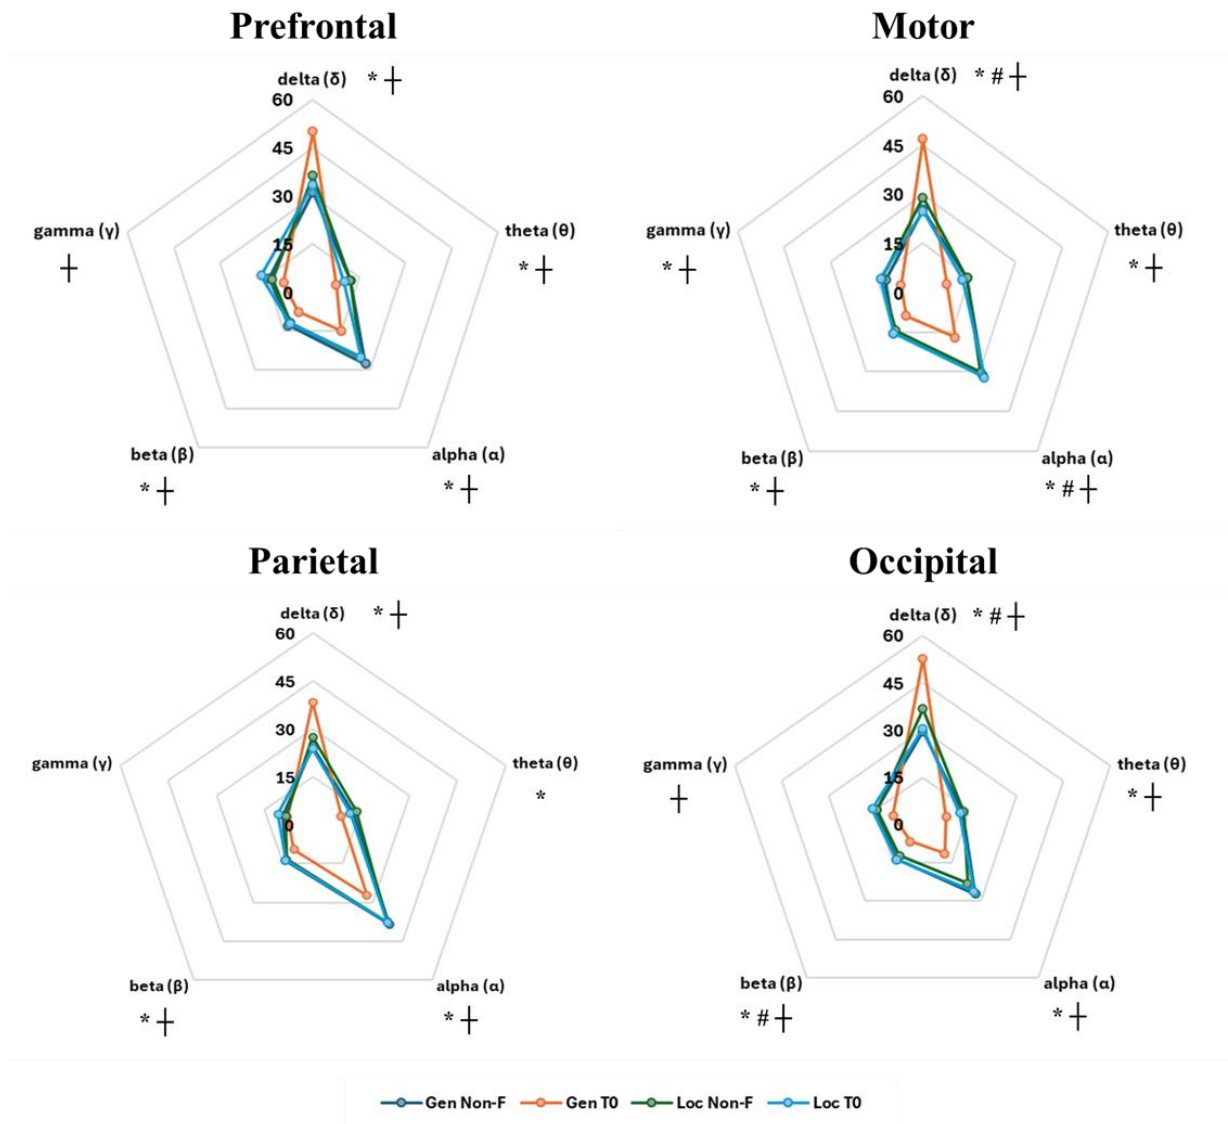 Prefrontal
delta (δ) * ┼
60
45
30
15
0
gamma (γ)
┼
theta (θ)
* ┼
beta (β)
* ┼
alpha (α)
* ┼
Motor
delta (δ) * # ┼
60
45
30
15
0
gamma (γ)
* ┼
theta (θ)
* ┼
beta (β)
* ┼
alpha (α)
* # ┼
Parietal
delta (δ) * ┼
60
45
30
15
0
gamma (γ)
theta (θ)
*
beta (β)
* ┼
alpha (α)
* ┼
Occipital
delta (δ) * # ┼
60
45
30
15
0
gamma (γ)
┼
theta (θ)
* ┼
beta (β)
* # ┼
alpha (α)
* ┼
Gen Non-F Gen T0 Loc Non-F Loc T0